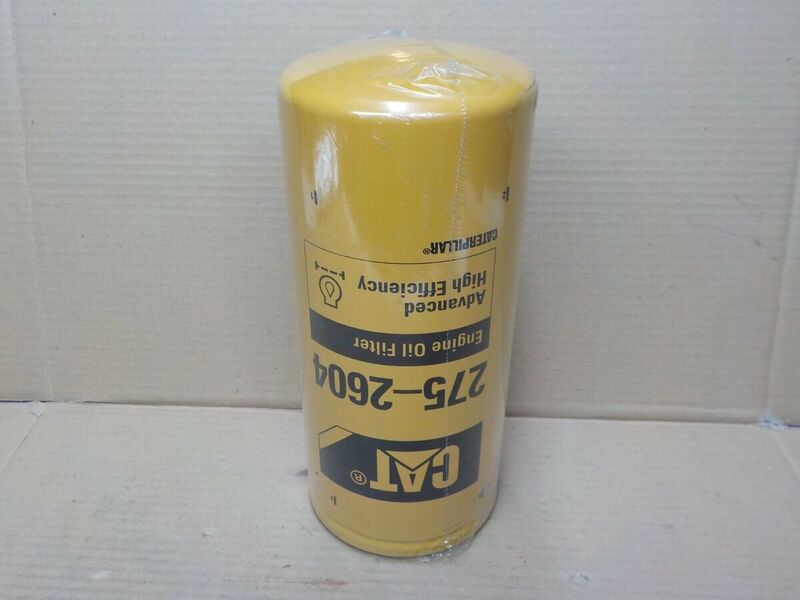 CAT®
275-2604
Engine Oil Filter
Advanced
High Efficiency
CATERPILLAR®